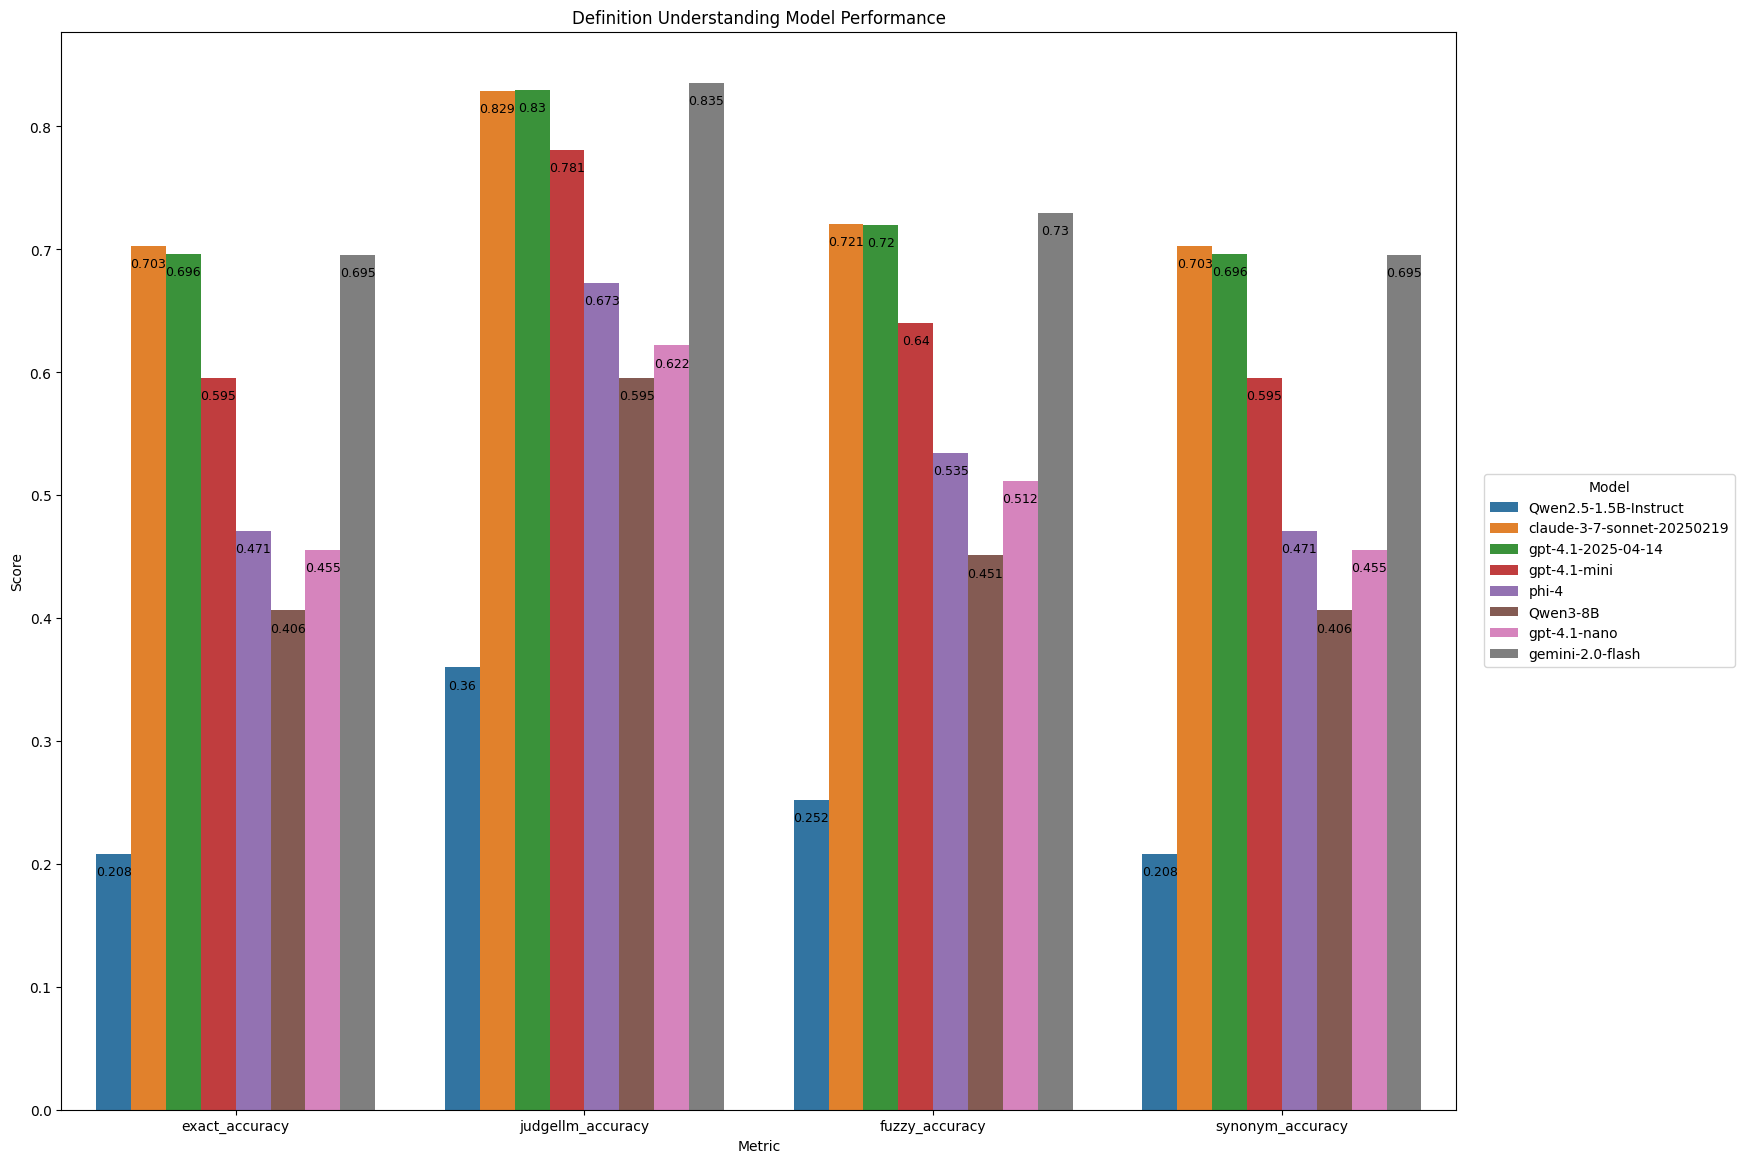 Definition Understanding Model Performance
Score
0.8
0.7
0.6
0.5
0.4
0.3
0.2
0.1
0.0
0.208
0.703
0.696
0.595
0.471
0.406
0.455
0.695
0.36
0.829
0.83
0.781
0.673
0.595
0.622
0.835
0.252
0.721
0.72
0.64
0.535
0.451
0.512
0.73
0.208
0.703
0.696
0.595
0.471
0.406
0.455
0.695
exact_accuracy
judgellm_accuracy
fuzzy_accuracy
synonym_accuracy
Metric
Model
Qwen2.5-1.5B-Instruct
claude-3-7-sonnet-20250219
gpt-4.1-2025-04-14
gpt-4.1-mini
phi-4
Qwen3-8B
gpt-4.1-nano
gemini-2.0-flash